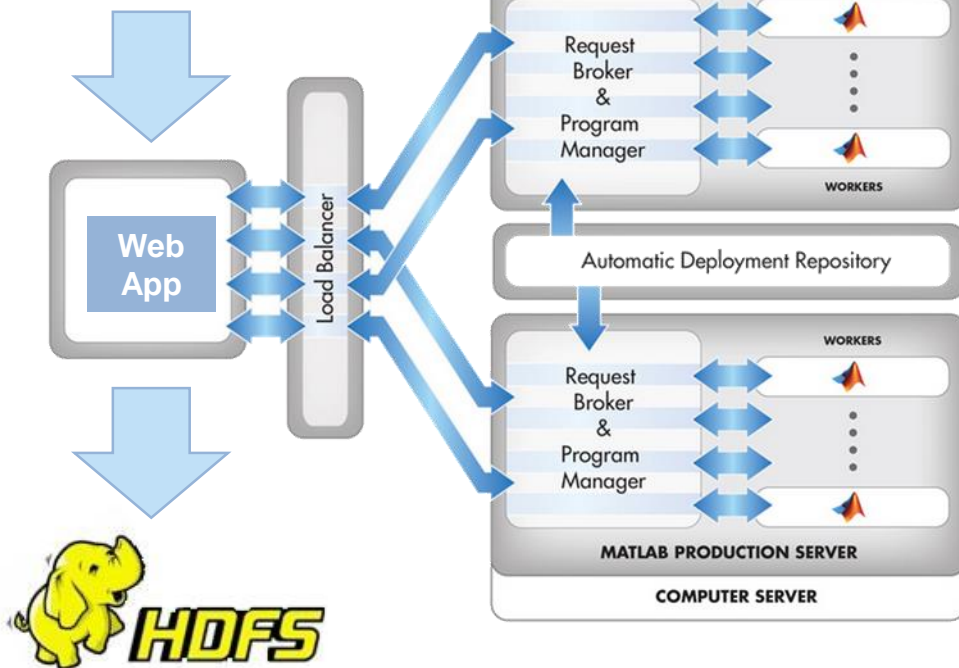 Request
Broker
&
Program
Manager
WORKERS
Web
App
Load Balancer
Automatic Deployment Repository
WORKERS
Request
Broker
&
Program
Manager
MATLAB PRODUCTION SERVER
COMPUTER SERVER
HDFS